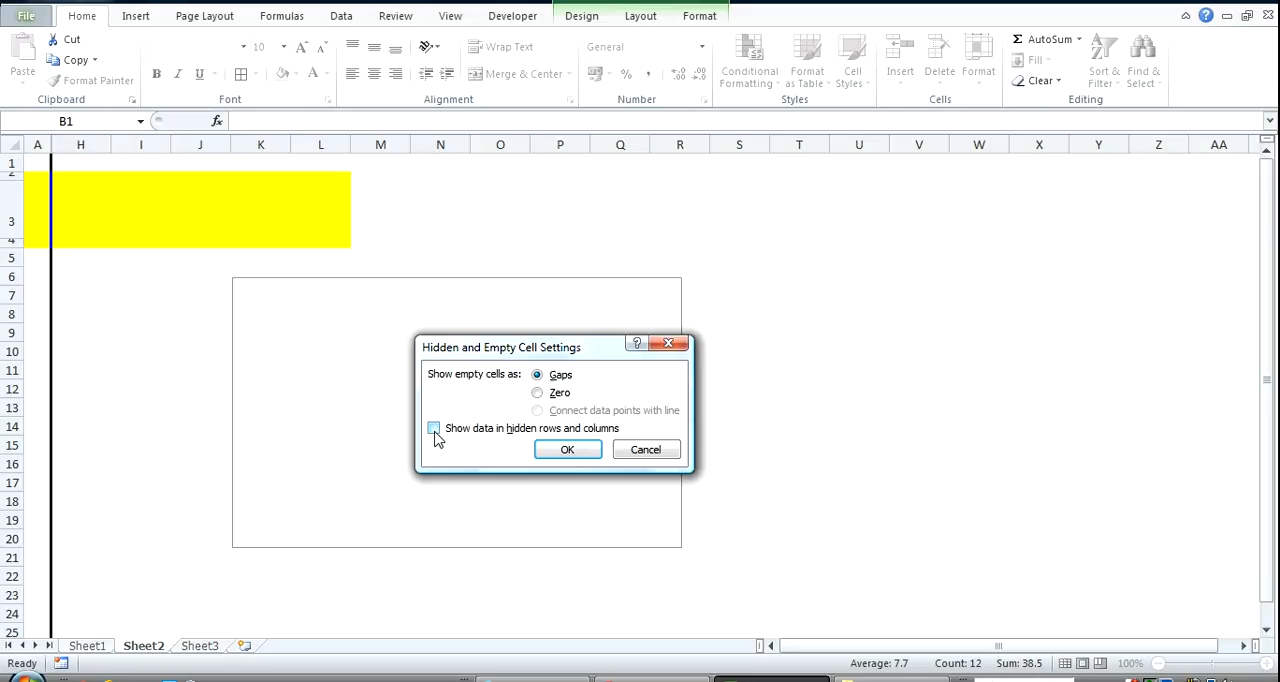 File Home Insert Page Layout Formulas Data Review View Developer Design Layout Format
Paste Cut Copy Format Painter Clipboard
10 A A B I U A Font
Wrap Text Merge & Center Alignment
General % , .00 .0 Number
Conditional Formatting Format as Table Cell Styles Styles
Insert Delete Format Cells
Σ AutoSum Fill Clear Sort & Filter Find & Select Editing
B1 fx
A H I J K L M N O P Q R S T U V W X Y Z AA
1
2
3
4
5
6
7
8
9
10
11
12
13
14
15
16
17
18
19
20
21
22
23
24
25
Hidden and Empty Cell Settings ?
Show empty cells as: Gaps
Zero
Connect data points with line
Show data in hidden rows and columns
OK Cancel
Sheet1 Sheet2 Sheet3
Ready Average: 7.7 Count: 12 Sum: 38.5 100%